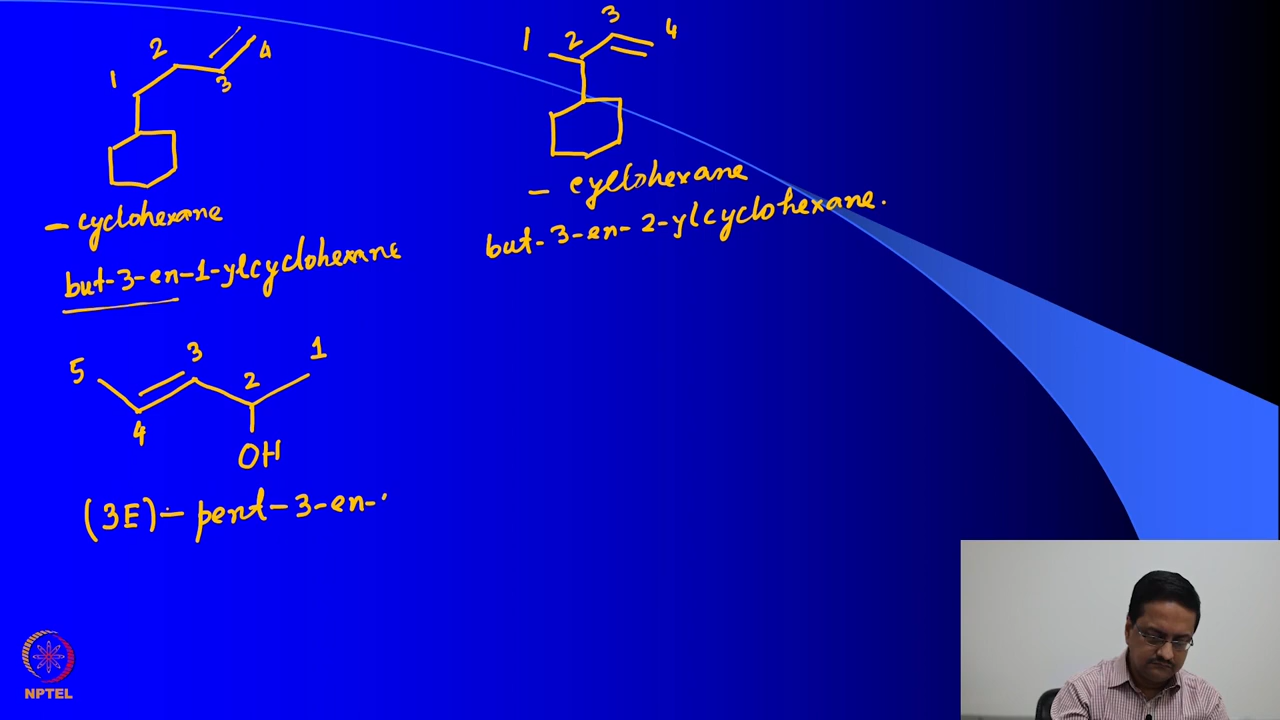 1 2 3 4
- cyclohexane
but-3-en-1-ylcyclohexane
1 2 3 4
- cyclohexane
but-3-en-2-ylcyclohexane.
5 4 3 2 1
OH
(3E)- pent-3-en-
NPTEL